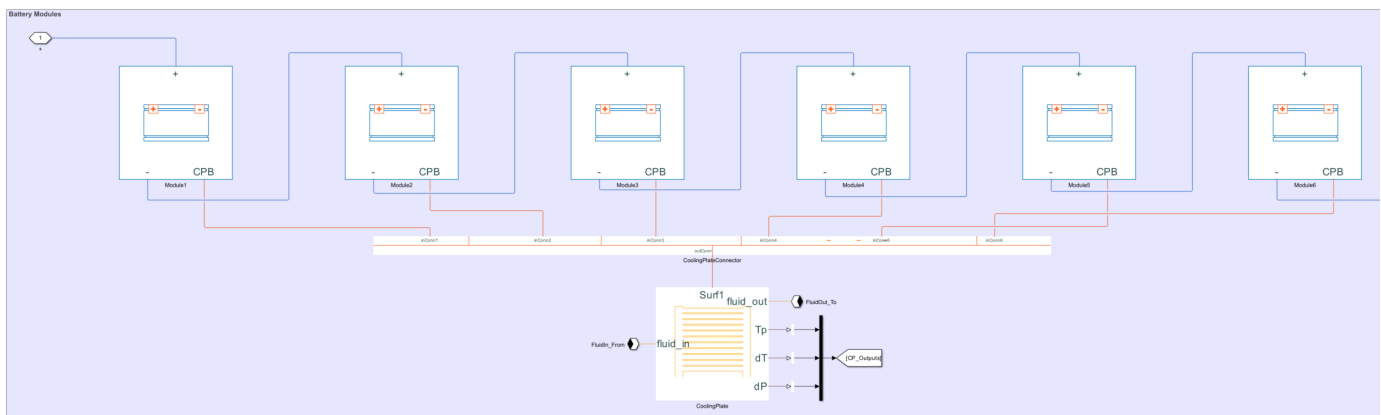 Battery Modules
1
+
+ + + + + +
+ - + - + - + - + - + -
- CPB - CPB - CPB - CPB - CPB - CPB
Module1 Module2 Module3 Module4 Module5 Module6
inConn1 inConn2 inConn3 inConn4 inConn5 inConn6
outConn
CoolingPlateConnector
Surf1
fluid_out FluidOut_To
Tp
FluidIn_From fluid_in
dT [CP_Outputs]
dP
CoolingPlate